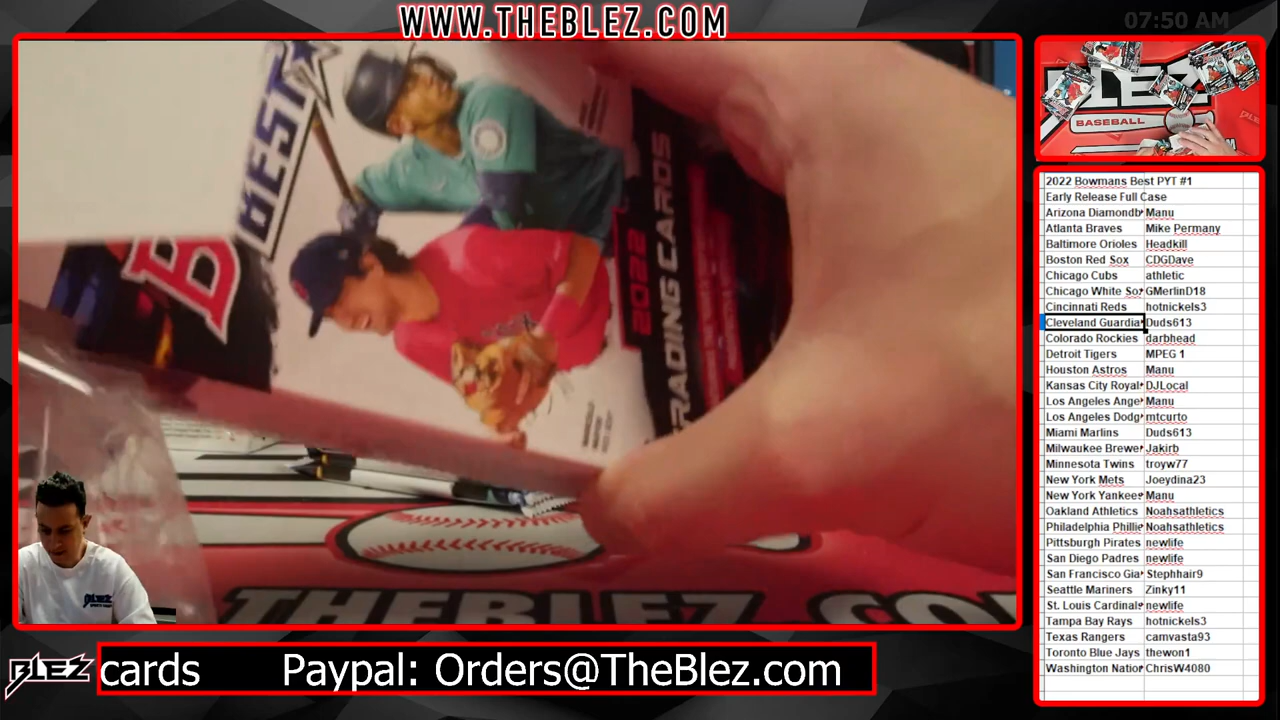 WWW.THEBLEZ.COM
07:50 AM
BEST
2022
TRADING CARDS
THEBLEZ.CO
BLEZ
BASEBALL
2022 Bowmans Best PYT #1
Early Release Full Case
Arizona Diamondb Manu
Atlanta Braves Mike Permany
Baltimore Orioles Headkill
Boston Red Sox CDGDave
Chicago Cubs athletic
Chicago White So GMerlinD18
Cincinnati Reds hotnickels3
Cleveland Guardia Duds613
Colorado Rockies darbhead
Detroit Tigers MPEG 1
Houston Astros Manu
Kansas City Royal DJLocal
Los Angeles Ange Manu
Los Angeles Dodg mtcurto
Miami Marlins Duds613
Milwaukee Brewe Jakirb
Minnesota Twins troyw77
New York Mets Joeydina23
New York Yankee Manu
Oakland Athletics Noahsathletics
Philadelphia Phillie Noahsathletics
Pittsburgh Pirates newlife
San Diego Padres newlife
San Francisco Gia Stephhair9
Seattle Mariners Zinky11
St. Louis Cardinal newlife
Tampa Bay Rays hotnickels3
Texas Rangers camvasta93
Toronto Blue Jays thewon1
Washington Natio ChrisW4080
BLEZ
cards Paypal: Orders@TheBlez.com